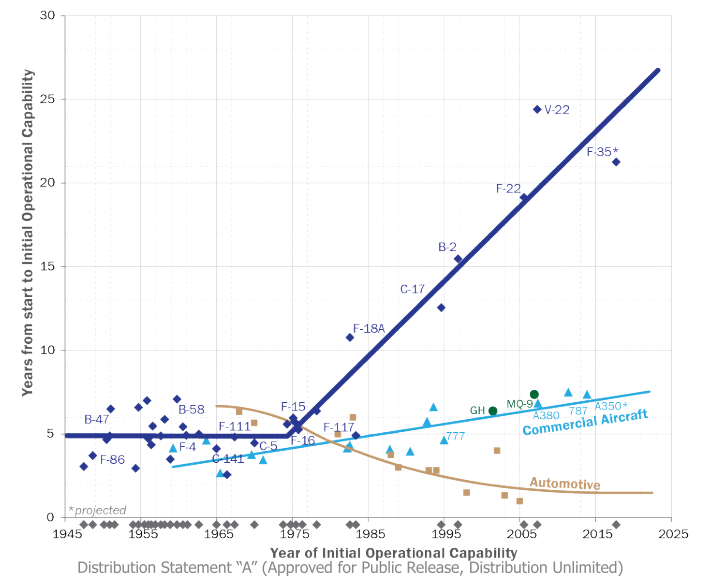 30
25
20
15
10
5
0
Years from start to Initial Operational Capability
V-22
F-35*
F-22
B-2
C-17
F-18A
B-47
B-58
F-15
F-111
F-117
GH
MQ-9
A380
787
A350*
Commercial Aircraft
F-86
F-4
C-141
C-5
F-16
777
Automotive
*projected
1945 1955 1965 1975 1985 1995 2005 2015 2025
Year of Initial Operational Capability
Distribution Statement “A” (Approved for Public Release, Distribution Unlimited)